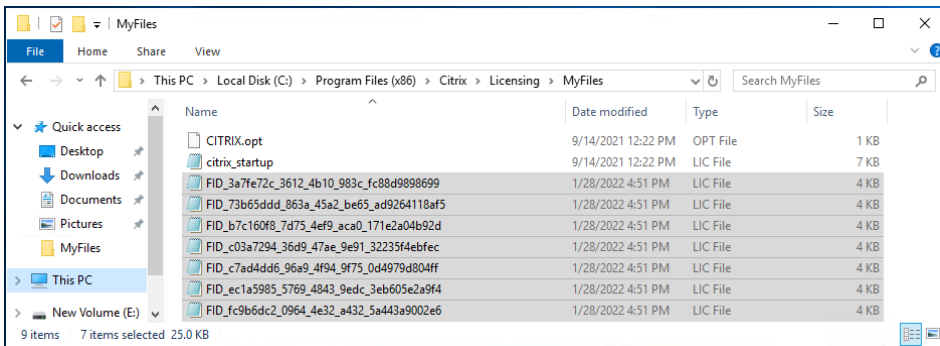 MyFiles
File Home Share View
This PC > Local Disk (C:) > Program Files (x86) > Citrix > Licensing > MyFiles Search MyFiles
Name Date modified Type Size
Quick access
Desktop
Downloads
Documents
Pictures
MyFiles
This PC
New Volume (E:)
CITRIX.opt 9/14/2021 12:22 PM OPT File 1 KB
citrix_startup 9/14/2021 12:22 PM LIC File 7 KB
FID_3a7fe72c_3612_4b10_983c_fc88d9898699 1/28/2022 4:51 PM LIC File 4 KB
FID_73b65ddd_863a_45a2_be65_ad9264118af5 1/28/2022 4:51 PM LIC File 4 KB
FID_b7c160f8_7d75_4ef9_aca0_171e2a04b92d 1/28/2022 4:51 PM LIC File 4 KB
FID_c03a7294_36d9_47ae_9e91_32235f4ebfec 1/28/2022 4:51 PM LIC File 4 KB
FID_c7ad4dd6_96a9_4f94_9f75_0d4979d804ff 1/28/2022 4:51 PM LIC File 4 KB
FID_ec1a5985_5769_4843_9edc_3eb605e2a9f4 1/28/2022 4:51 PM LIC File 4 KB
FID_fc9b6dc2_0964_4e32_a432_5a443a9002e6 1/28/2022 4:51 PM LIC File 4 KB
9 items 7 items selected 25.0 KB